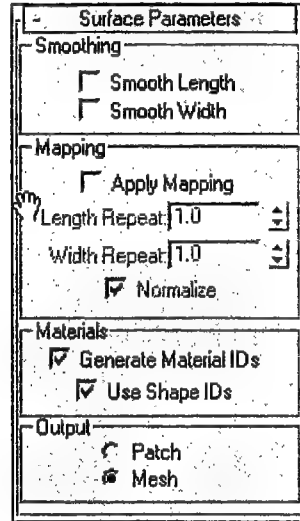 - Surface Parameters
Smoothing
Smooth Length
Smooth Width
Mapping
Apply Mapping
Length Repeat: 1.0
Width Repeat: 1.0
Normalize
Materials
Generate Material IDs
Use Shape IDs
Output
Patch
Mesh